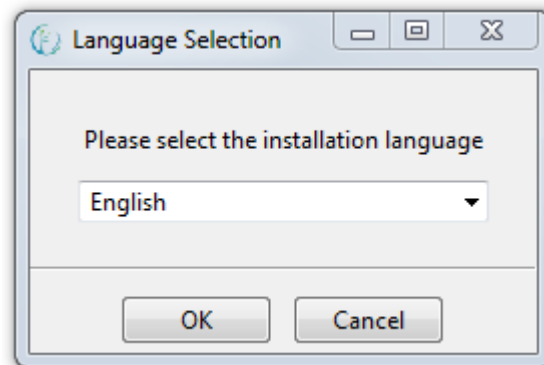 Language Selection
Please select the installation language
English
OK
Cancel